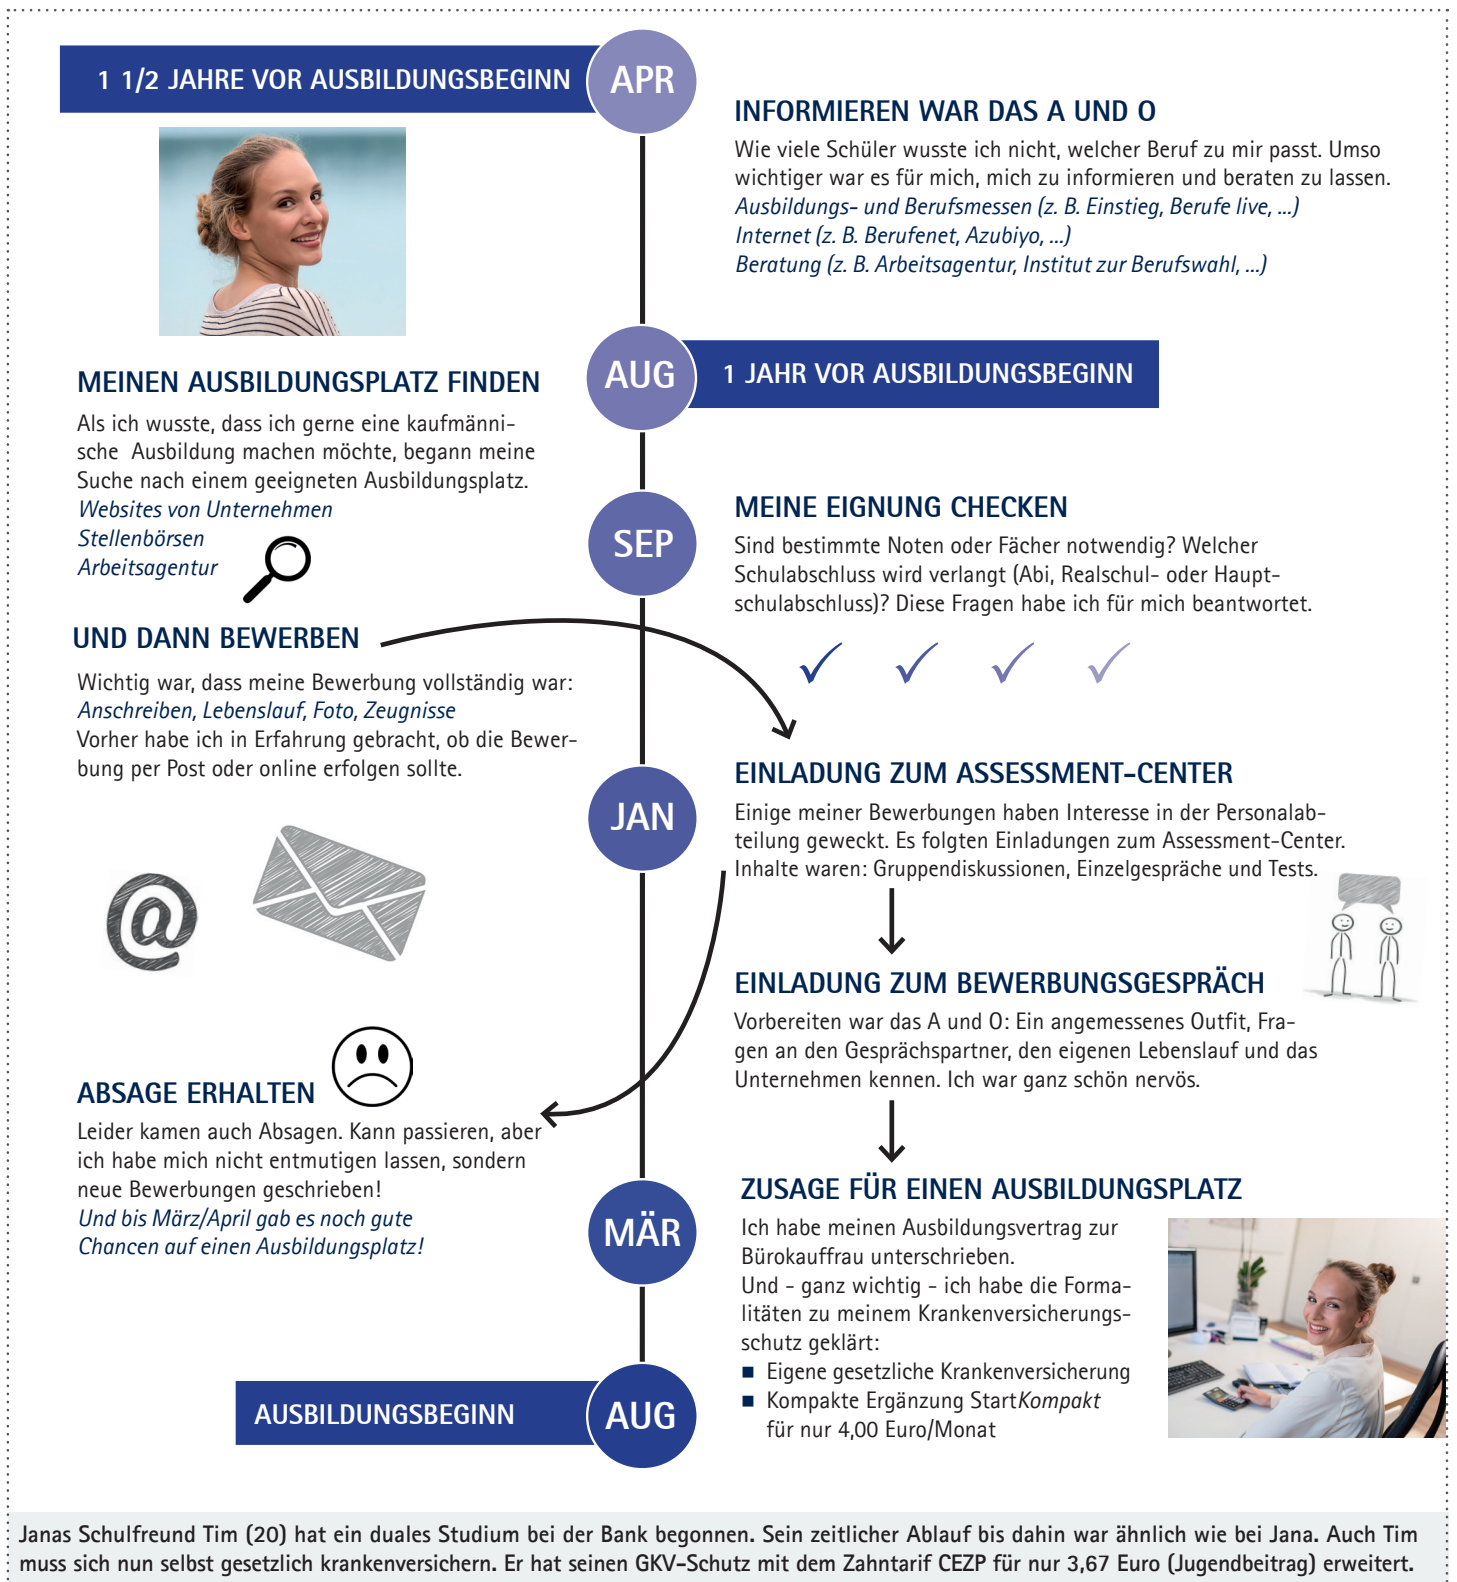 1 1/2 JAHRE VOR AUSBILDUNGSBEGINN
APR
INFORMIEREN WAR DAS A UND O
Wie viele Schüler wusste ich nicht, welcher Beruf zu mir passt. Umso
wichtiger war es für mich, mich zu informieren und beraten zu lassen.
Ausbildungs- und Berufsmessen (z. B. Einstieg, Berufe live, ...)
Internet (z. B. Berufenet, Azubiyo, ...)
Beratung (z. B. Arbeitsagentur, Institut zur Berufswahl, ...)
AUG
1 JAHR VOR AUSBILDUNGSBEGINN
MEINEN AUSBILDUNGSPLATZ FINDEN
Als ich wusste, dass ich gerne eine kaufmänni-
sche Ausbildung machen möchte, begann meine
Suche nach einem geeigneten Ausbildungsplatz.
Websites von Unternehmen
Stellenbörsen
Arbeitsagentur
SEP
MEINE EIGNUNG CHECKEN
Sind bestimmte Noten oder Fächer notwendig? Welcher
Schulabschluss wird verlangt (Abi, Realschul- oder Haupt-
schulabschluss)? Diese Fragen habe ich für mich beantwortet.
UND DANN BEWERBEN
Wichtig war, dass meine Bewerbung vollständig war:
Anschreiben, Lebenslauf, Foto, Zeugnisse
Vorher habe ich in Erfahrung gebracht, ob die Bewer-
bung per Post oder online erfolgen sollte.
@
JAN
EINLADUNG ZUM ASSESSMENT-CENTER
Einige meiner Bewerbungen haben Interesse in der Personalab-
teilung geweckt. Es folgten Einladungen zum Assessment-Center.
Inhalte waren: Gruppendiskussionen, Einzelgespräche und Tests.
EINLADUNG ZUM BEWERBUNGSGESPRÄCH
Vorbereiten war das A und O: Ein angemessenes Outfit, Fra-
gen an den Gesprächspartner, den eigenen Lebenslauf und das
Unternehmen kennen. Ich war ganz schön nervös.
ABSAGE ERHALTEN
Leider kamen auch Absagen. Kann passieren, aber
ich habe mich nicht entmutigen lassen, sondern
neue Bewerbungen geschrieben!
Und bis März/April gab es noch gute
Chancen auf einen Ausbildungsplatz!
MÄR
ZUSAGE FÜR EINEN AUSBILDUNGSPLATZ
Ich habe meinen Ausbildungsvertrag zur
Bürokauffrau unterschrieben.
Und - ganz wichtig - ich habe die Forma-
litäten zu meinem Krankenversicherungs-
schutz geklärt:
■ Eigene gesetzliche Krankenversicherung
■ Kompakte Ergänzung StartKompakt
für nur 4,00 Euro/Monat
AUSBILDUNGSBEGINN
AUG
Janas Schulfreund Tim (20) hat ein duales Studium bei der Bank begonnen. Sein zeitlicher Ablauf bis dahin war ähnlich wie bei Jana. Auch Tim
muss sich nun selbst gesetzlich krankenversichern. Er hat seinen GKV-Schutz mit dem Zahntarif CEZP für nur 3,67 Euro (Jugendbeitrag) erweitert.